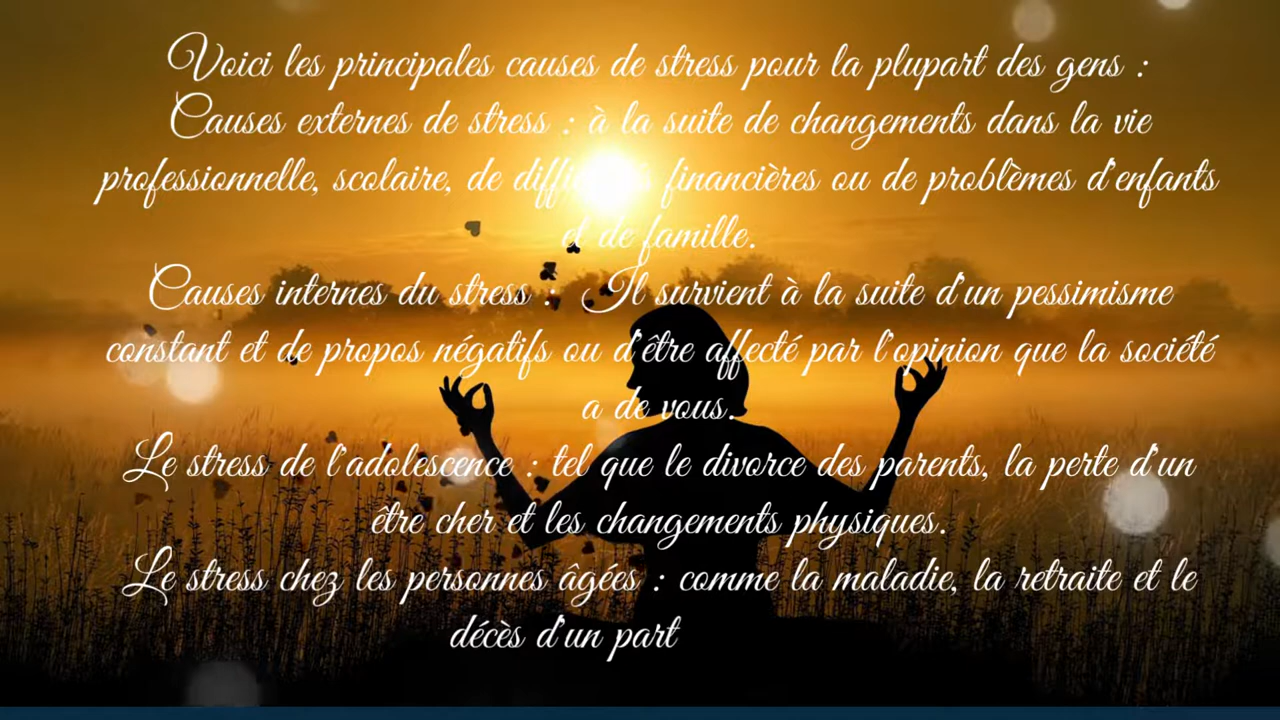 Voici les principales causes de stress pour la plupart des gens :
Causes externes de stress : à la suite de changements dans la vie
professionnelle, scolaire, de financières ou de problèmes d'enfants
et de famille.
Causes internes du stress : Il survient à la suite d'un pessimisme
constant et de propos négatifs ou d'être affecté par l'opinion que la société
a de vous.
Le stress de l'adolescence : tel que le divorce des parents, la perte d'un
être cher et les changements physiques.
Le stress chez les personnes âgées : comme la maladie, la retraite et le
décès d'un part